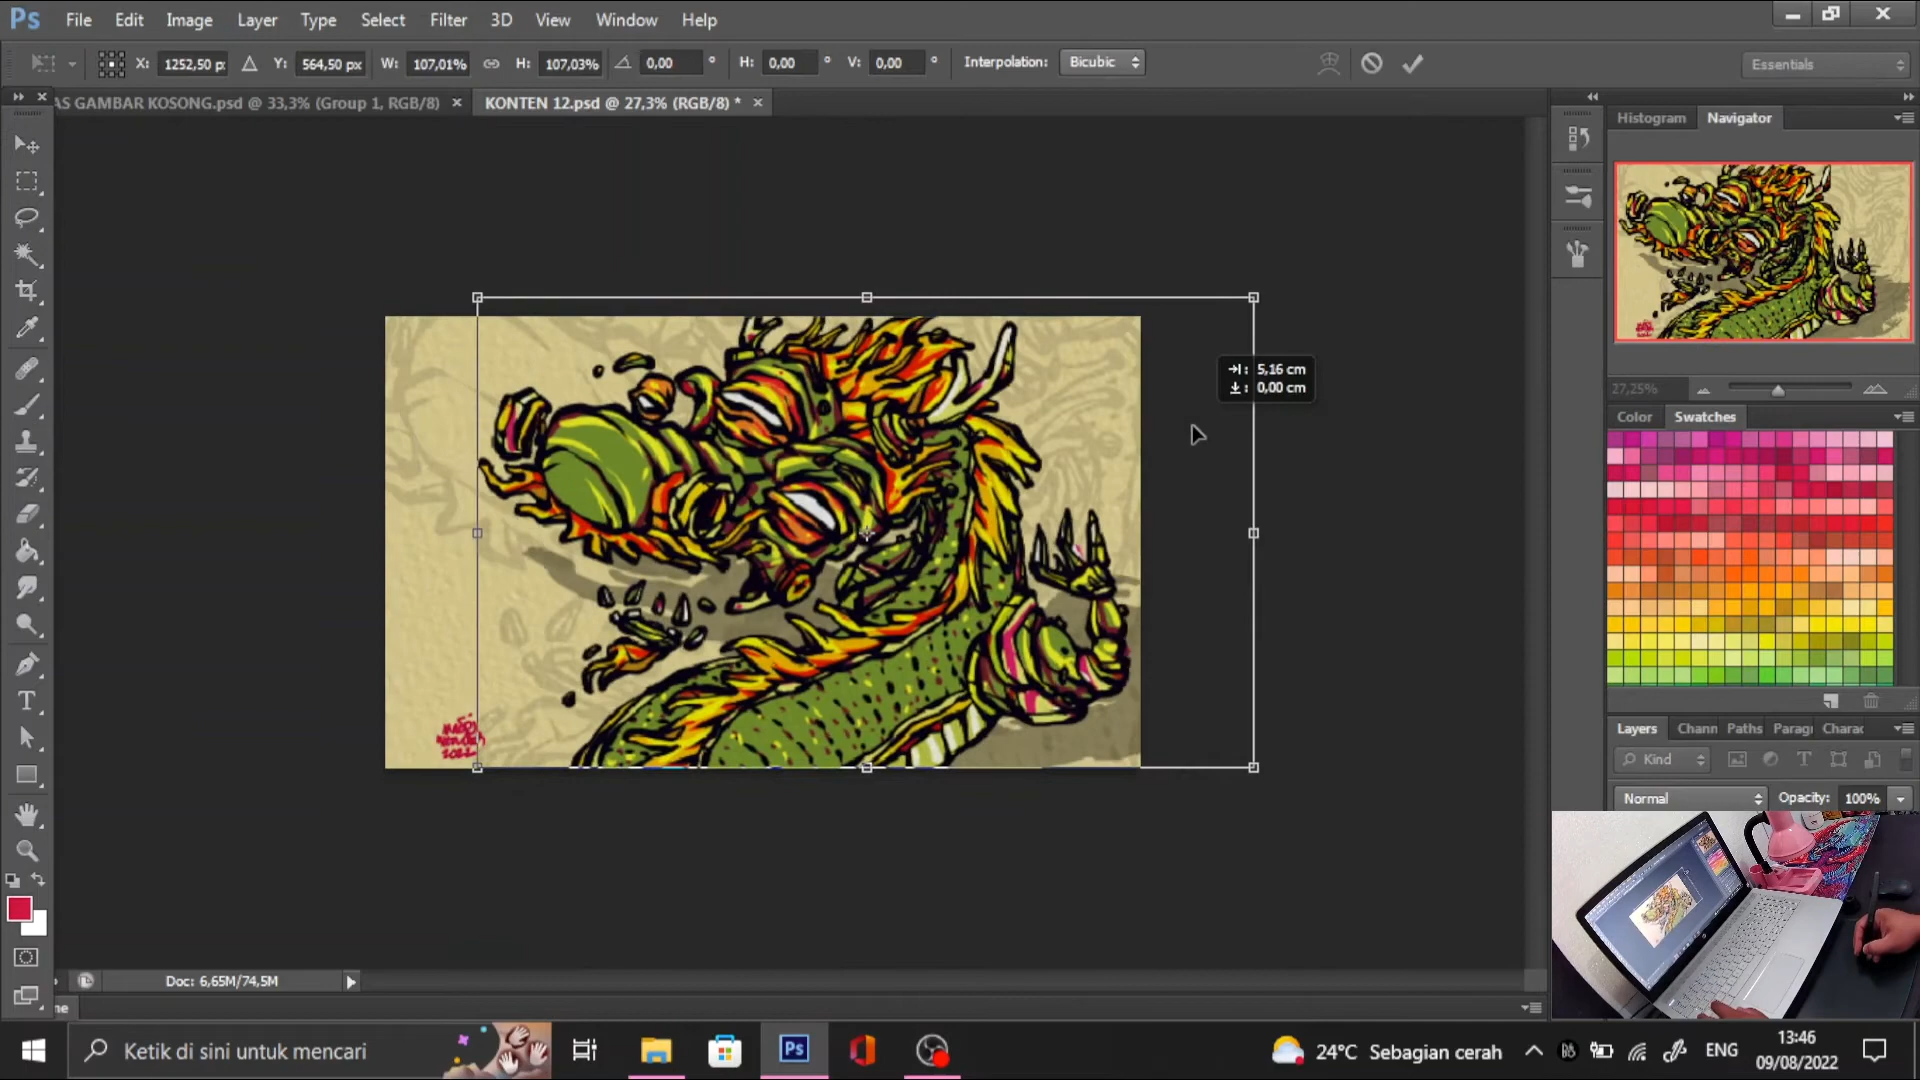 Ps File Edit Image Layer Type Select Filter 3D View Window Help
X: 1252,50 p Y: 564,50 px W: 107,01% H: 107,03% 0,00 ° H: 0,00 ° V: 0,00 ° Interpolation: Bicubic Essentials
AS GAMBAR KOSONG.psd @ 33,3% (Group 1, RGB/8) × KONTEN 12.psd @ 27,3% (RGB/8) * ×
Histogram Navigator
5,16 cm
0,00 cm
27,25%
Color Swatches
Layers Chann Paths Parag Charac
Kind
Normal Opacity: 100%
2022
Doc: 6,65M/74,5M
ne
Ketik di sini untuk mencari
Ps
24°C Sebagian cerah ENG
13:46
09/08/2022